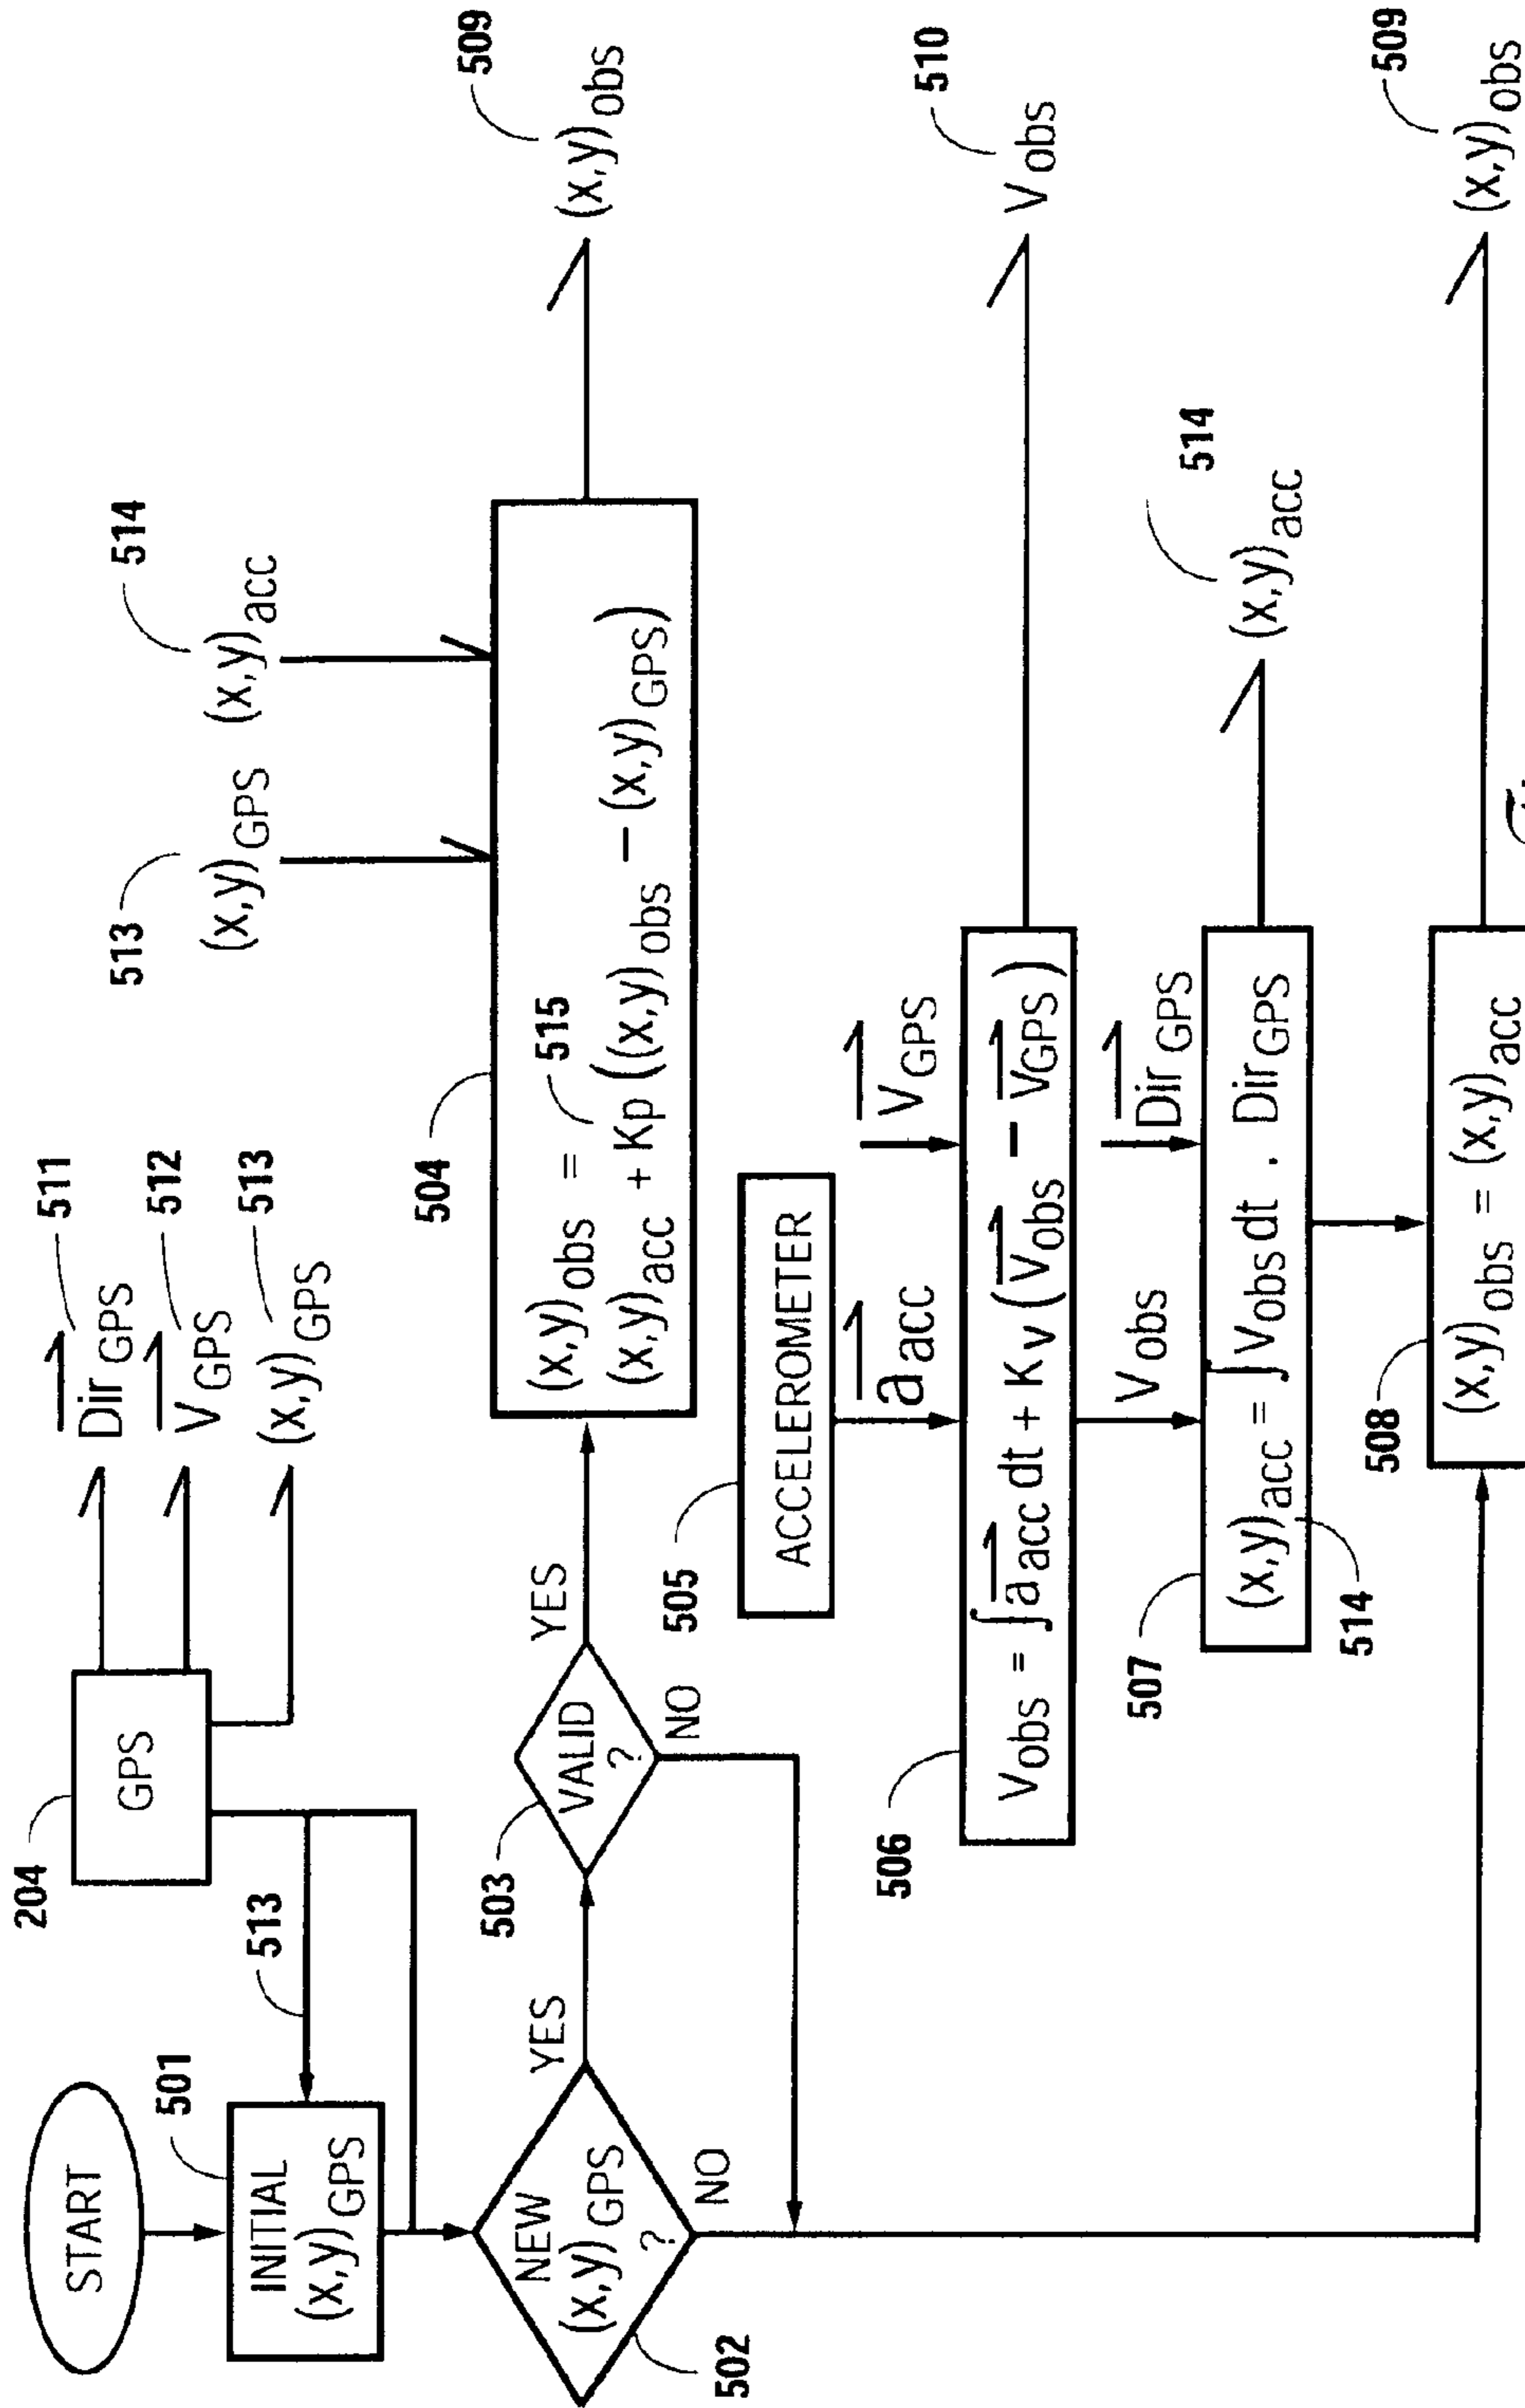 START
501
INITIAL
(x,y)GPS
513
204
GPS
Dir GPS
511
V GPS
512
(x,y)GPS
513
NEW
(x,y)GPS
?
502
YES
NO
VALID
?
503
YES
NO
504
(x,y)obs =
515
(x,y)acc + Kp ((x,y)obs – (x,y)GPS)
513
(x,y)GPS
514
(x,y)acc
509
(x,y)obs
505
ACCELEROMETER
a acc
V GPS
506
Vobs = ∫a acc dt + Kv (Vobs – VGPS)
510
V obs
V obs
Dir GPS
507
(x,y)acc = ∫Vobs dt . Dir GPS
514
514
(x,y)acc
508
(x,y)obs = (x,y)acc
509
(x,y)obs